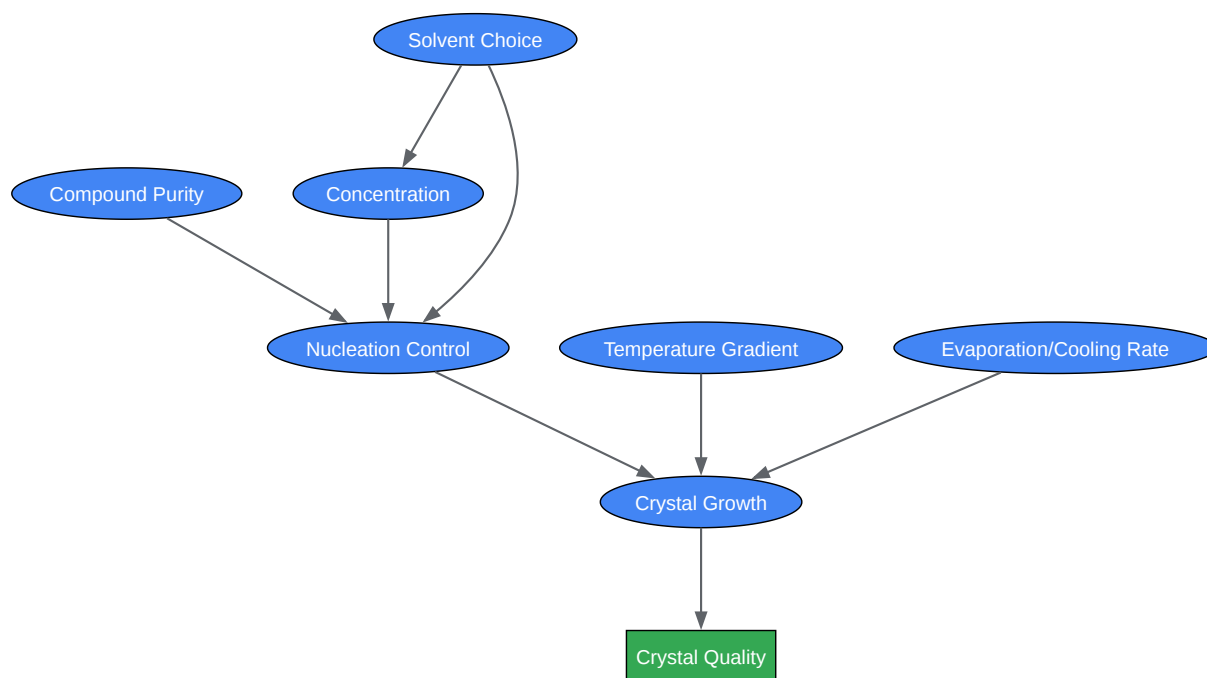 Solvent Choice
Compound Purity
Concentration
Nucleation Control
Temperature Gradient
Evaporation/Cooling Rate
Crystal Growth
Crystal Quality